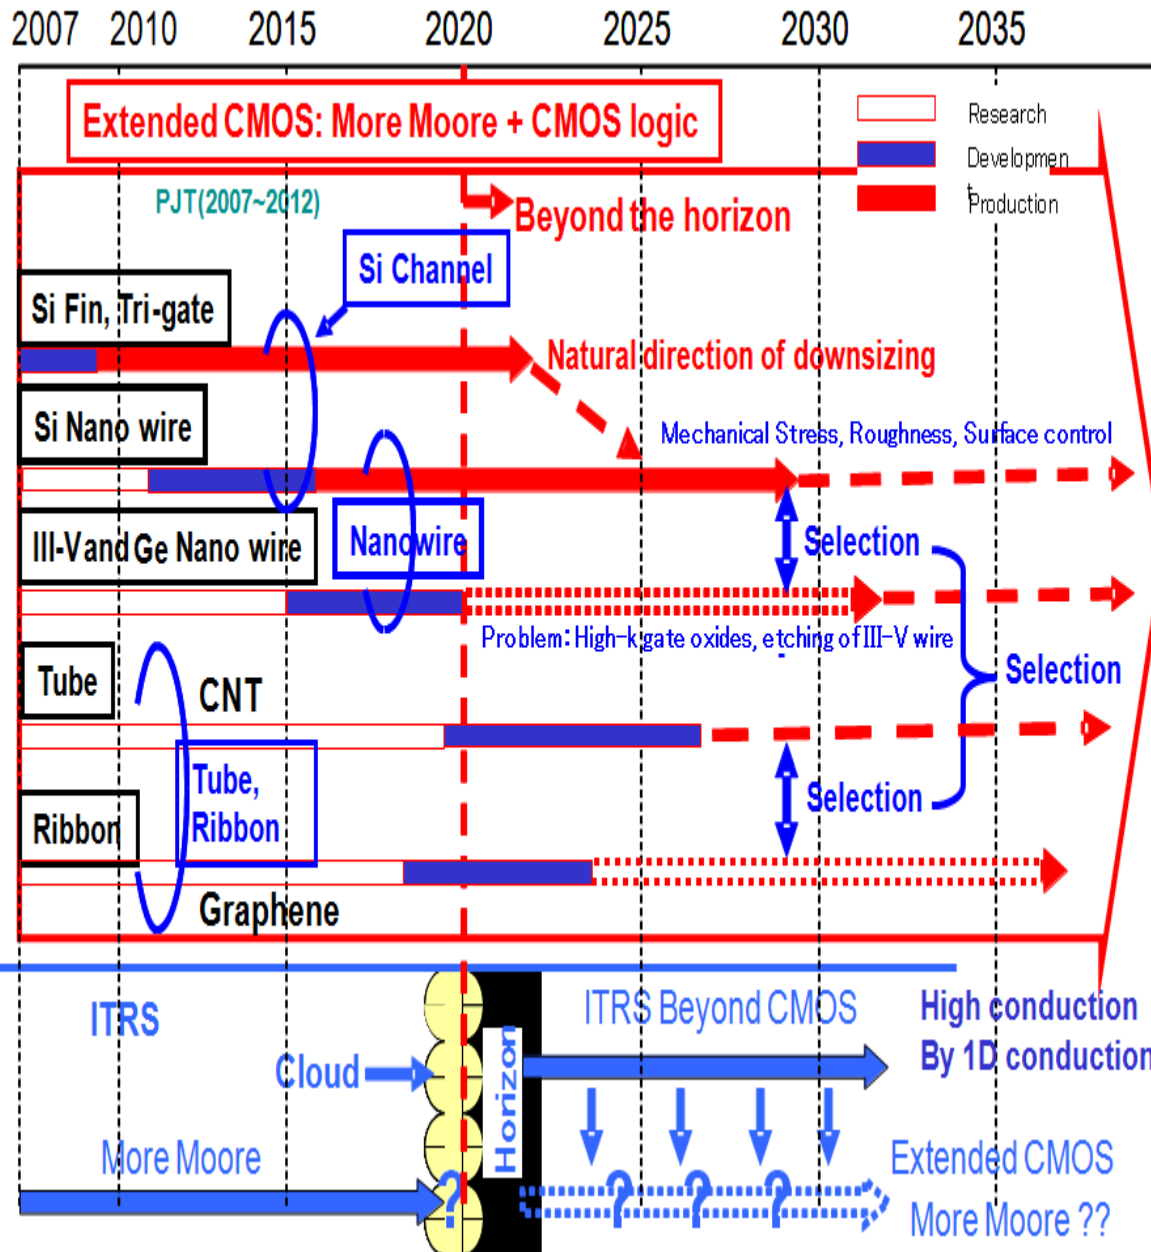 2007 2010 2015 2020 2025 2030 2035
Extended CMOS: More Moore + CMOS logic
Research
Developmen
t
Production
PJT(2007~2012)
Beyond the horizon
Si Channel
Si Fin, Tri-gate
Natural direction of downsizing
Si Nano wire
Mechanical Stress, Roughness, Surface control
III-V and Ge Nano wire
Nanowire
Selection
Problem: High-k gate oxides, etching of III-V wire
Selection
Tube
CNT
Tube,
Ribbon
Selection
Ribbon
Graphene
ITRS
ITRS Beyond CMOS
High conduction
By 1D conduction
Cloud
Horizon
More Moore
?
? ? ?
Extended CMOS
More Moore ??